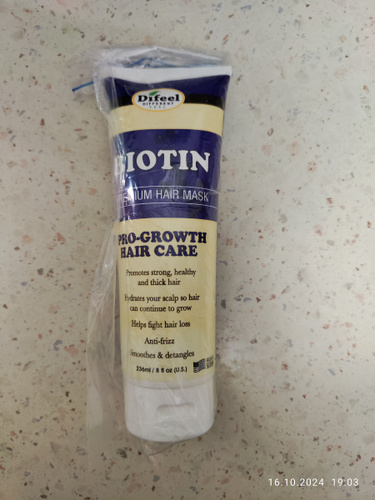 Difeel
DIFFERENT
FEEL
BIOTIN
HAIR MASK
PRO-GROWTH
HAIR CARE
Promotes strong, healthy
and thick hair
Hydrates your scalp so hair
can continue to grow
Helps fight hair loss
Anti-frizz
Smoothes & detangles
236ml / 8 fl oz (U.S.)
16.10.2024 19:03